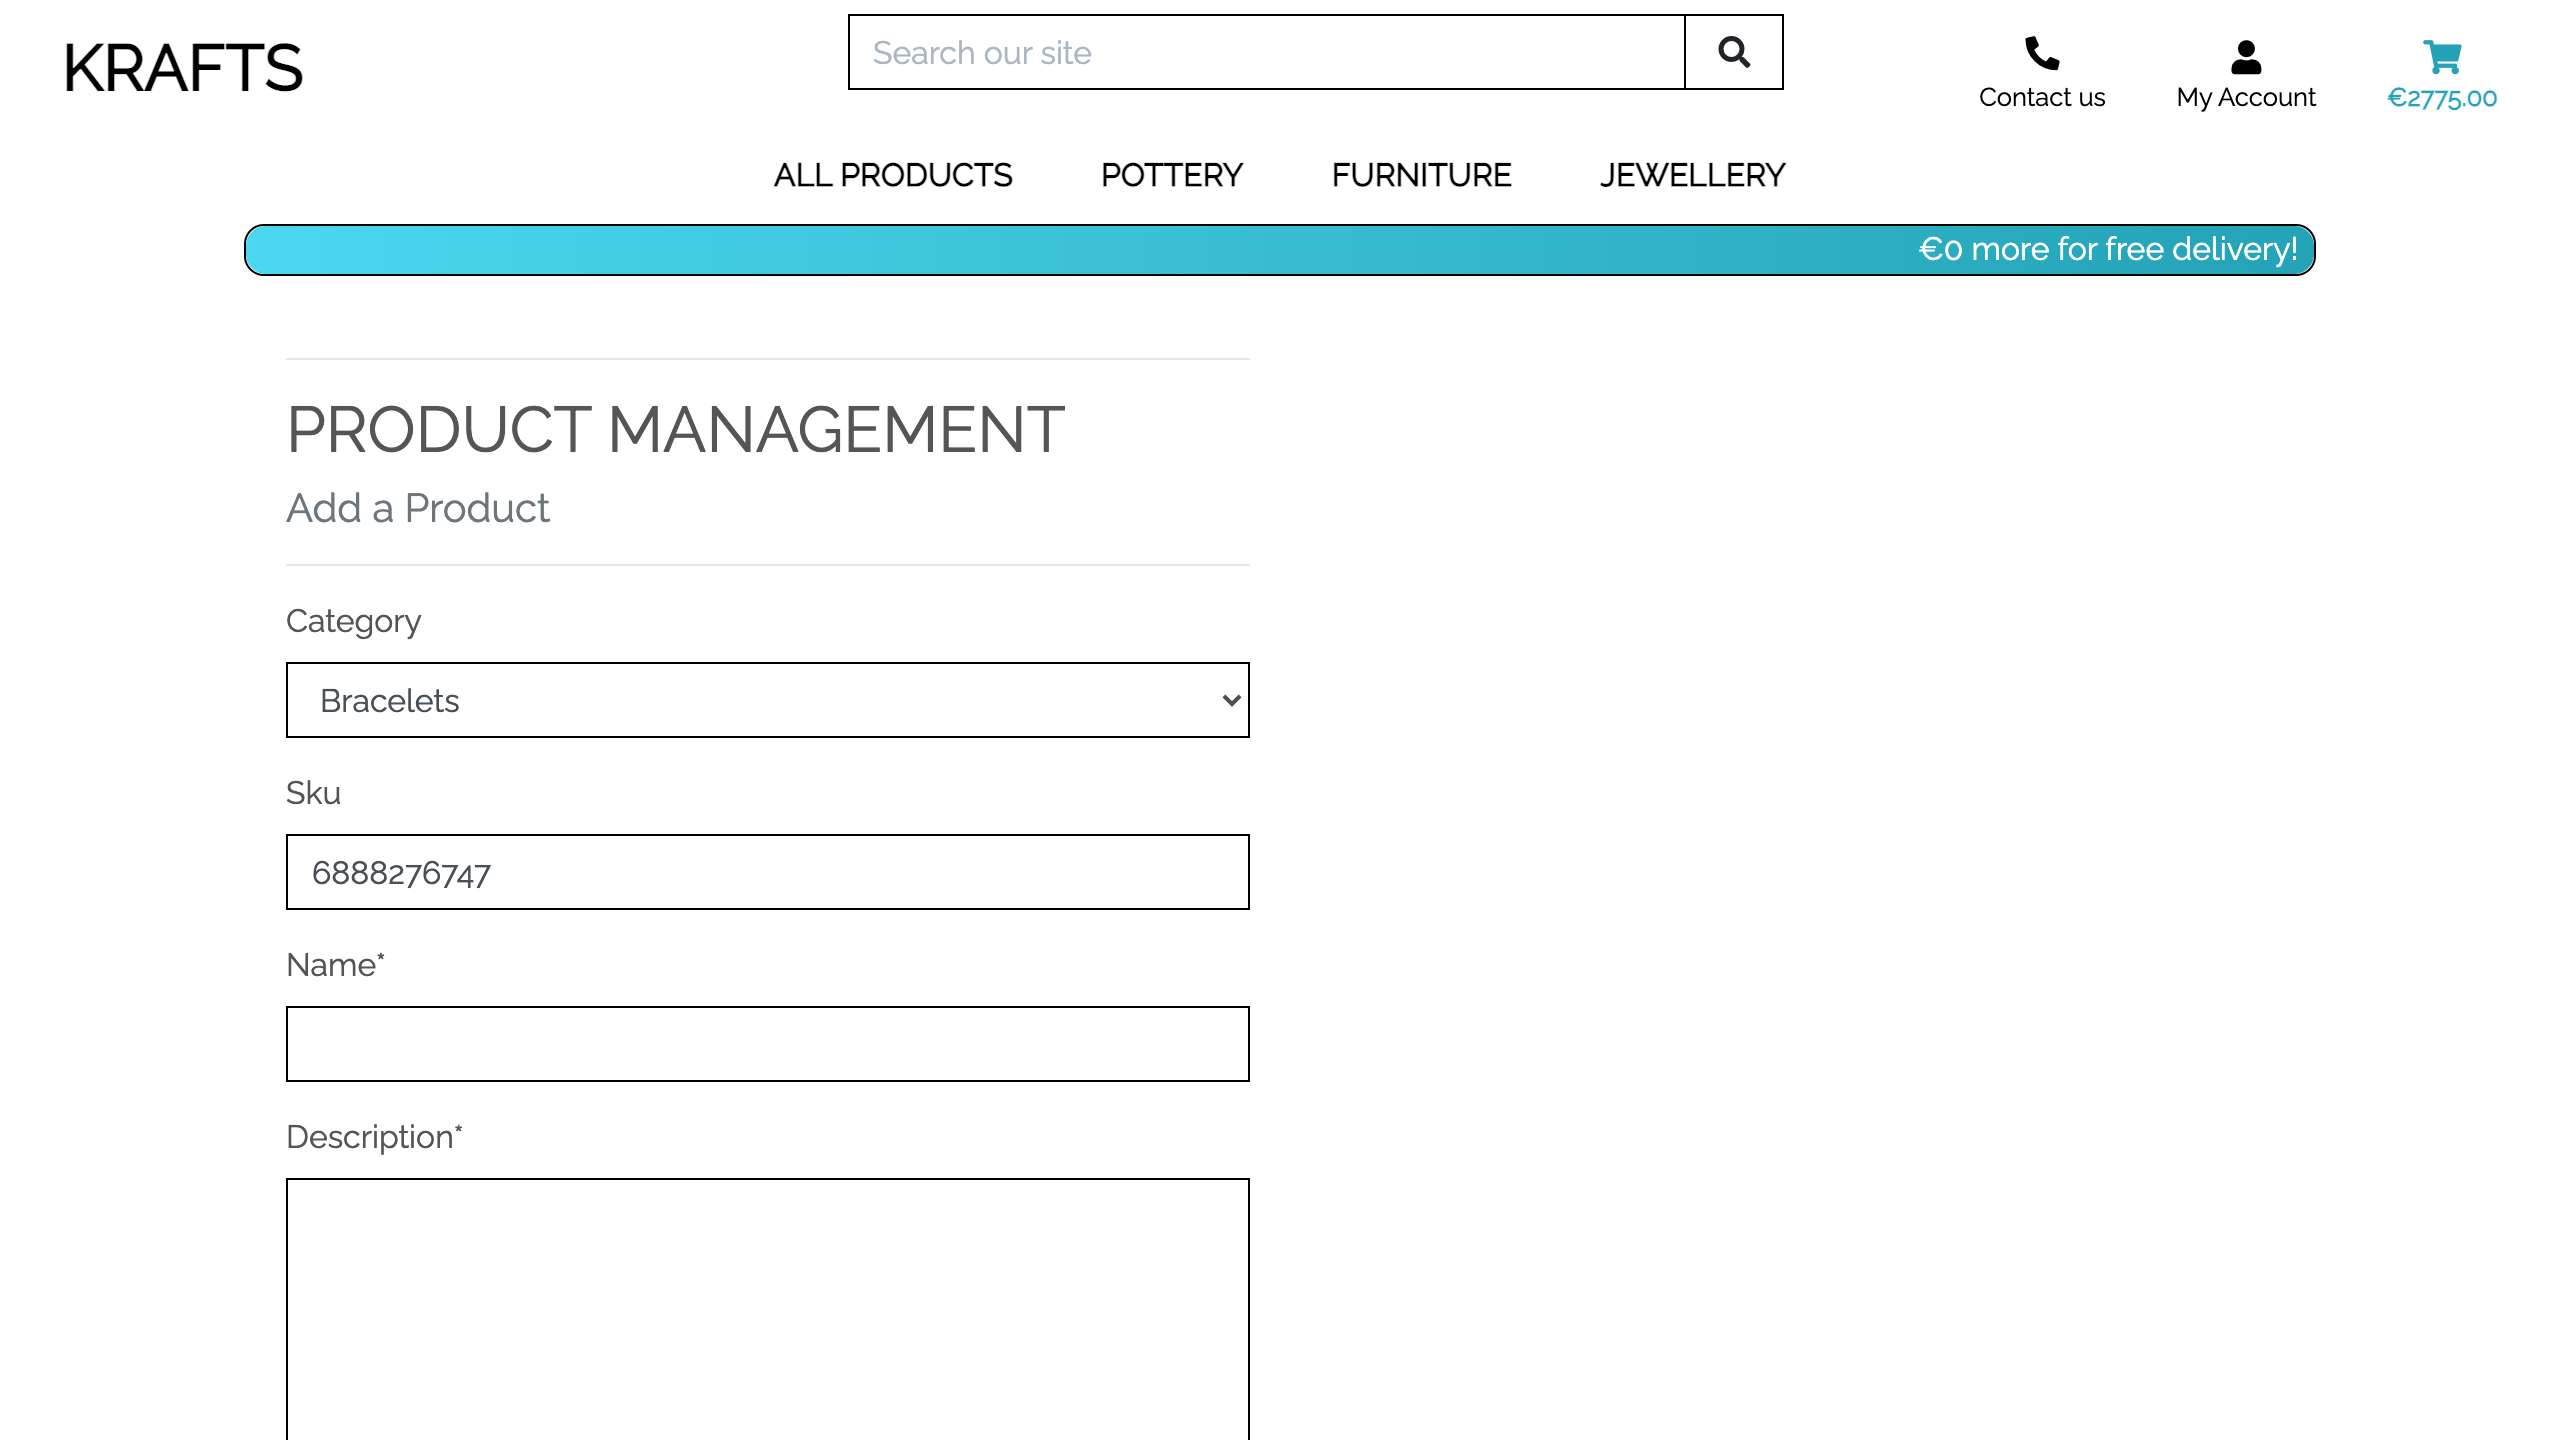 KRAFTS
Search our site
Contact us
My Account
€2775.00
ALL PRODUCTS
POTTERY
FURNITURE
JEWELLERY
€0 more for free delivery!
PRODUCT MANAGEMENT
Add a Product
Category
Bracelets
Sku
6888276747
Name*
Description*